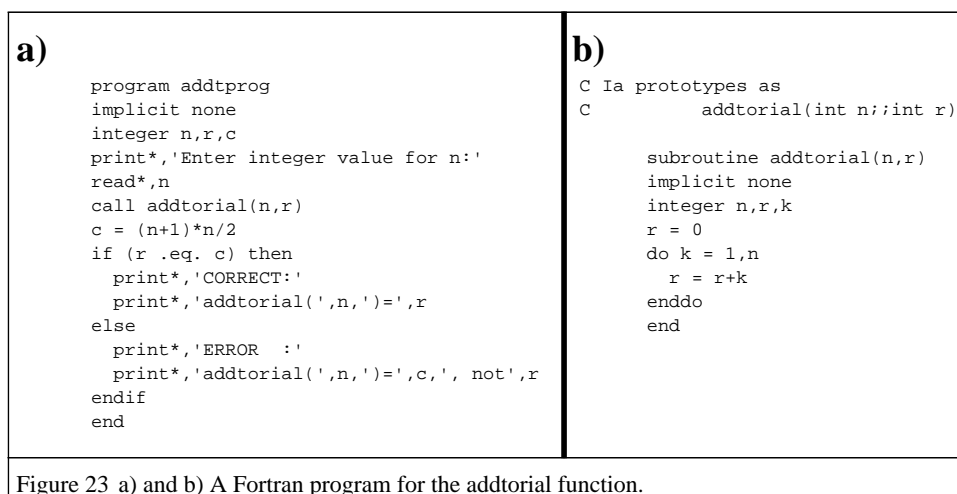 a)
program addtprog
implicit none
integer n,r,c
print*,'Enter integer value for n:'
read*,n
call addtorial(n,r)
c = (n+1)*n/2
if (r .eq. c) then
print*,'CORRECT:'
print*,'addtorial(',n,')=',r
else
print*,'ERROR  :'
print*,'addtorial(',n,')=',c,', not',r
endif
end
b)
C Ia prototypes as
C         addtorial(int n;;int r)
subroutine addtorial(n,r)
implicit none
integer n,r,k
r = 0
do k = 1,n
r = r+k
enddo
end
Figure 23 a) and b) A Fortran program for the addtorial function.